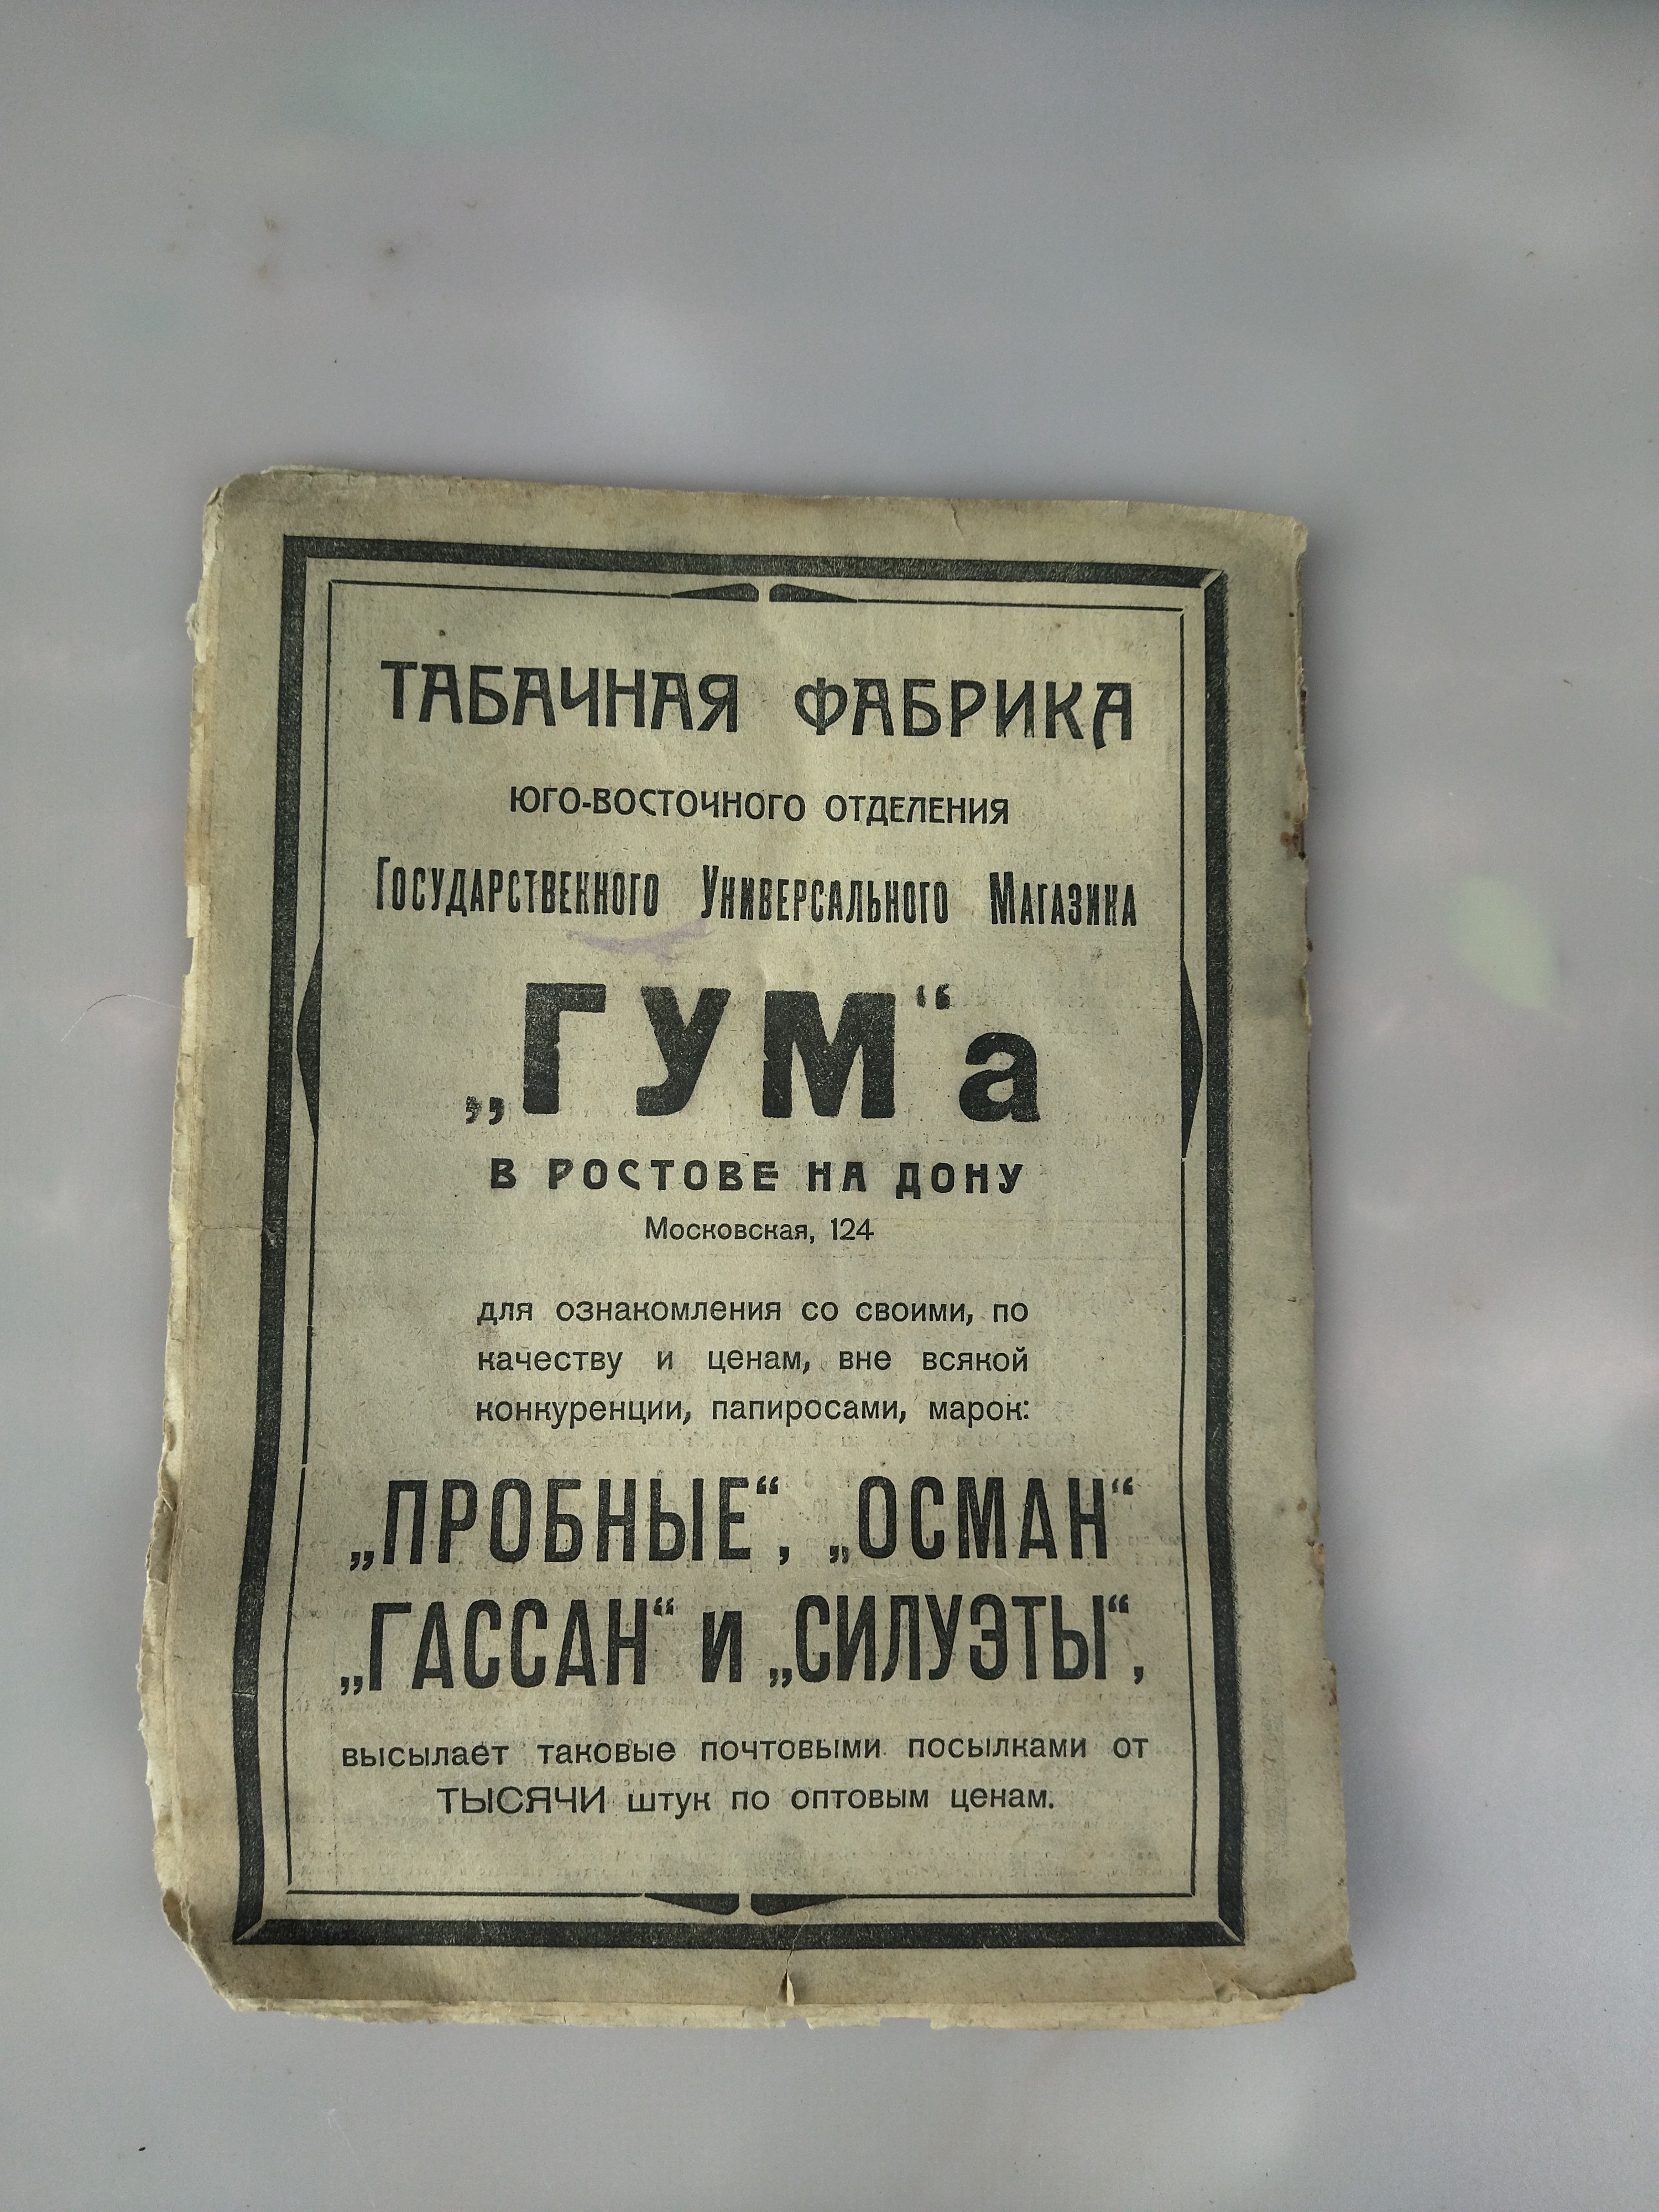 ТАБАЧНАЯ ФАБРИКА
ЮГО-ВОСТОЧНОГО ОТДЕЛЕНИЯ
ГОСУДАРСТВЕННОГО УНИВЕРСАЛЬНОГО МАГАЗИНА
„ГУМ“а
В РОСТОВЕ НА ДОНУ
Московская, 124
для ознакомления со своими, по
качеству и ценам, вне всякой
конкуренции, папиросами, марок:
„ПРОБНЫЕ“, „ОСМАН“
„ГАССАН“ и „СИЛУЭТЫ“,
высылает таковые почтовыми посылками от
ТЫСЯЧИ штук по оптовым ценам.